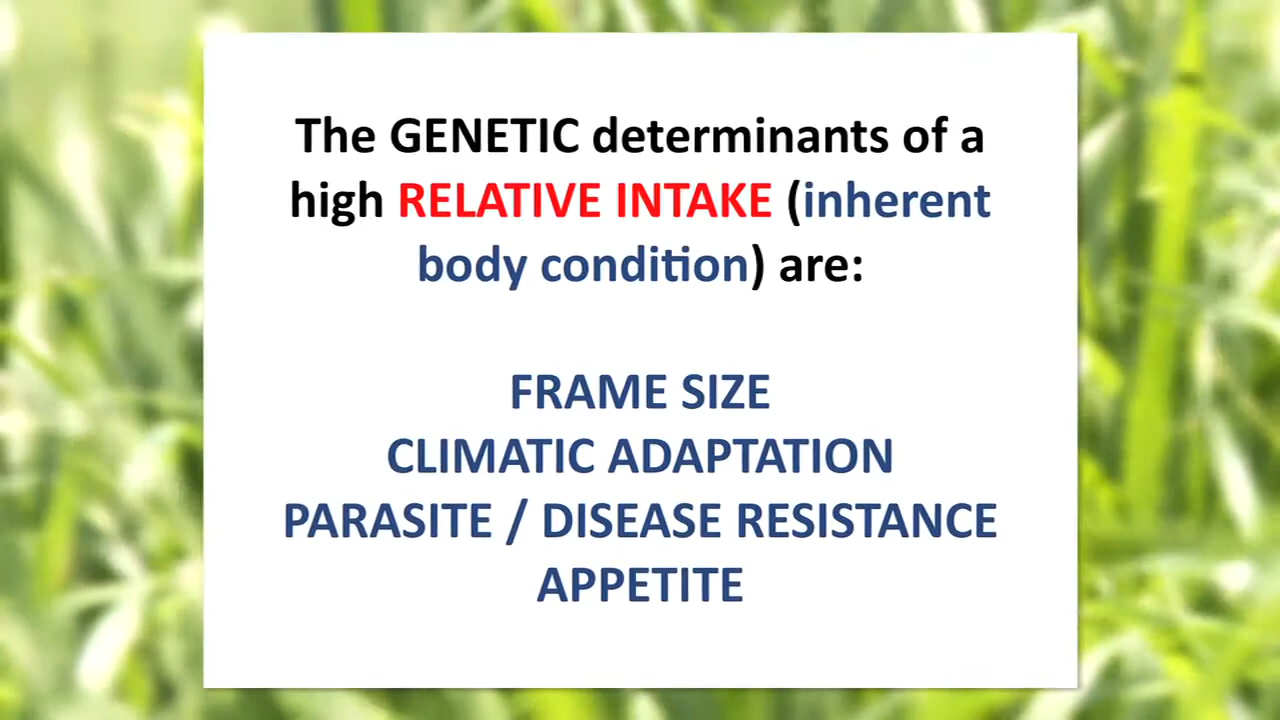 The GENETIC determinants of a
high RELATIVE INTAKE (inherent
body condition) are:
FRAME SIZE
CLIMATIC ADAPTATION
PARASITE / DISEASE RESISTANCE
APPETITE